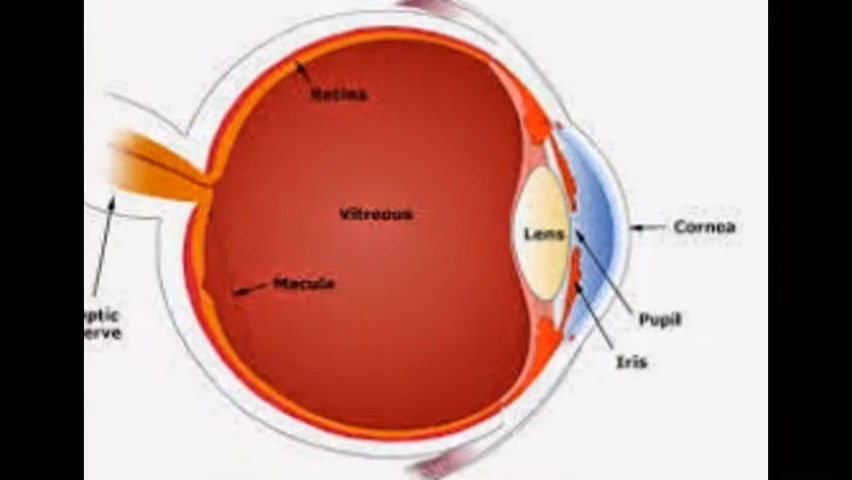 Retina
Vitreous
Lens
Cornea
Macula
ptic
erve
Pupil
Iris